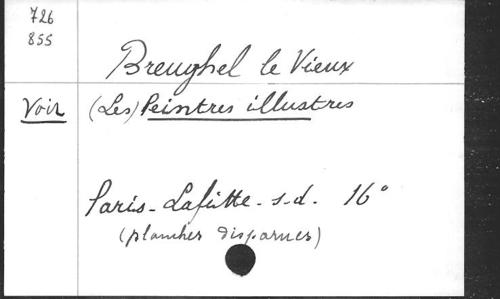 726
855
Breughel le Vieux
Voir (Les) Peintres illustres
Paris - Lafitte - s.d. 16°
(planches disparues)